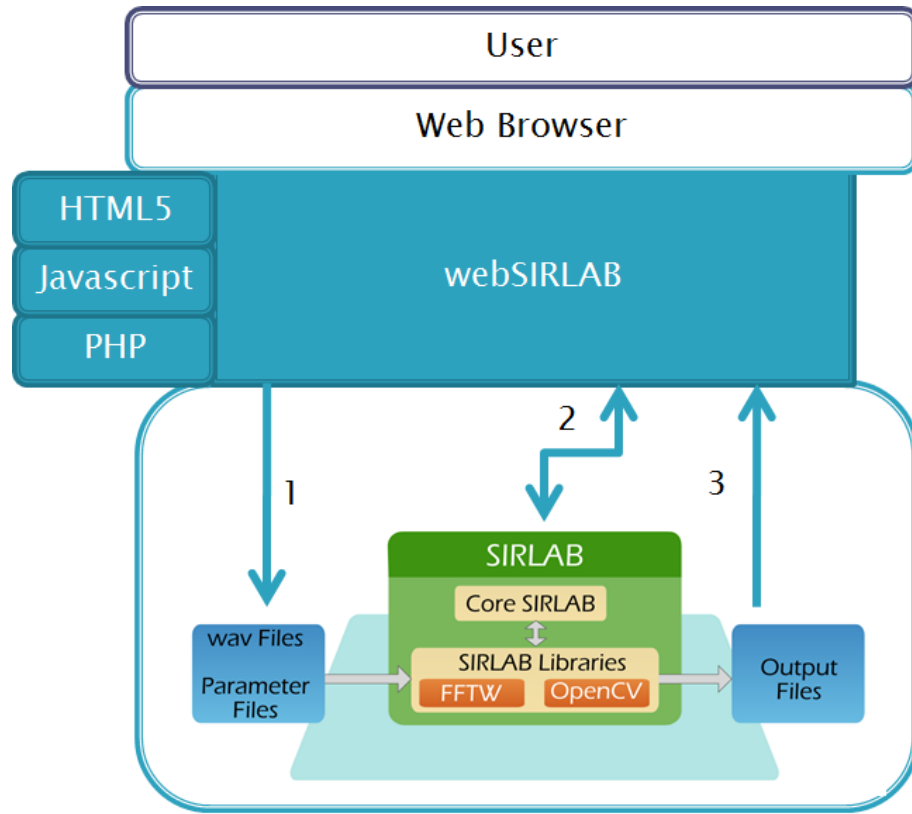 User
Web Browser
HTML5
Javascript
PHP
webSIRLAB
1
2
3
SIRLAB
Core SIRLAB
SIRLAB Libraries
FFTW
OpenCV
wav Files
Parameter
Files
Output
Files